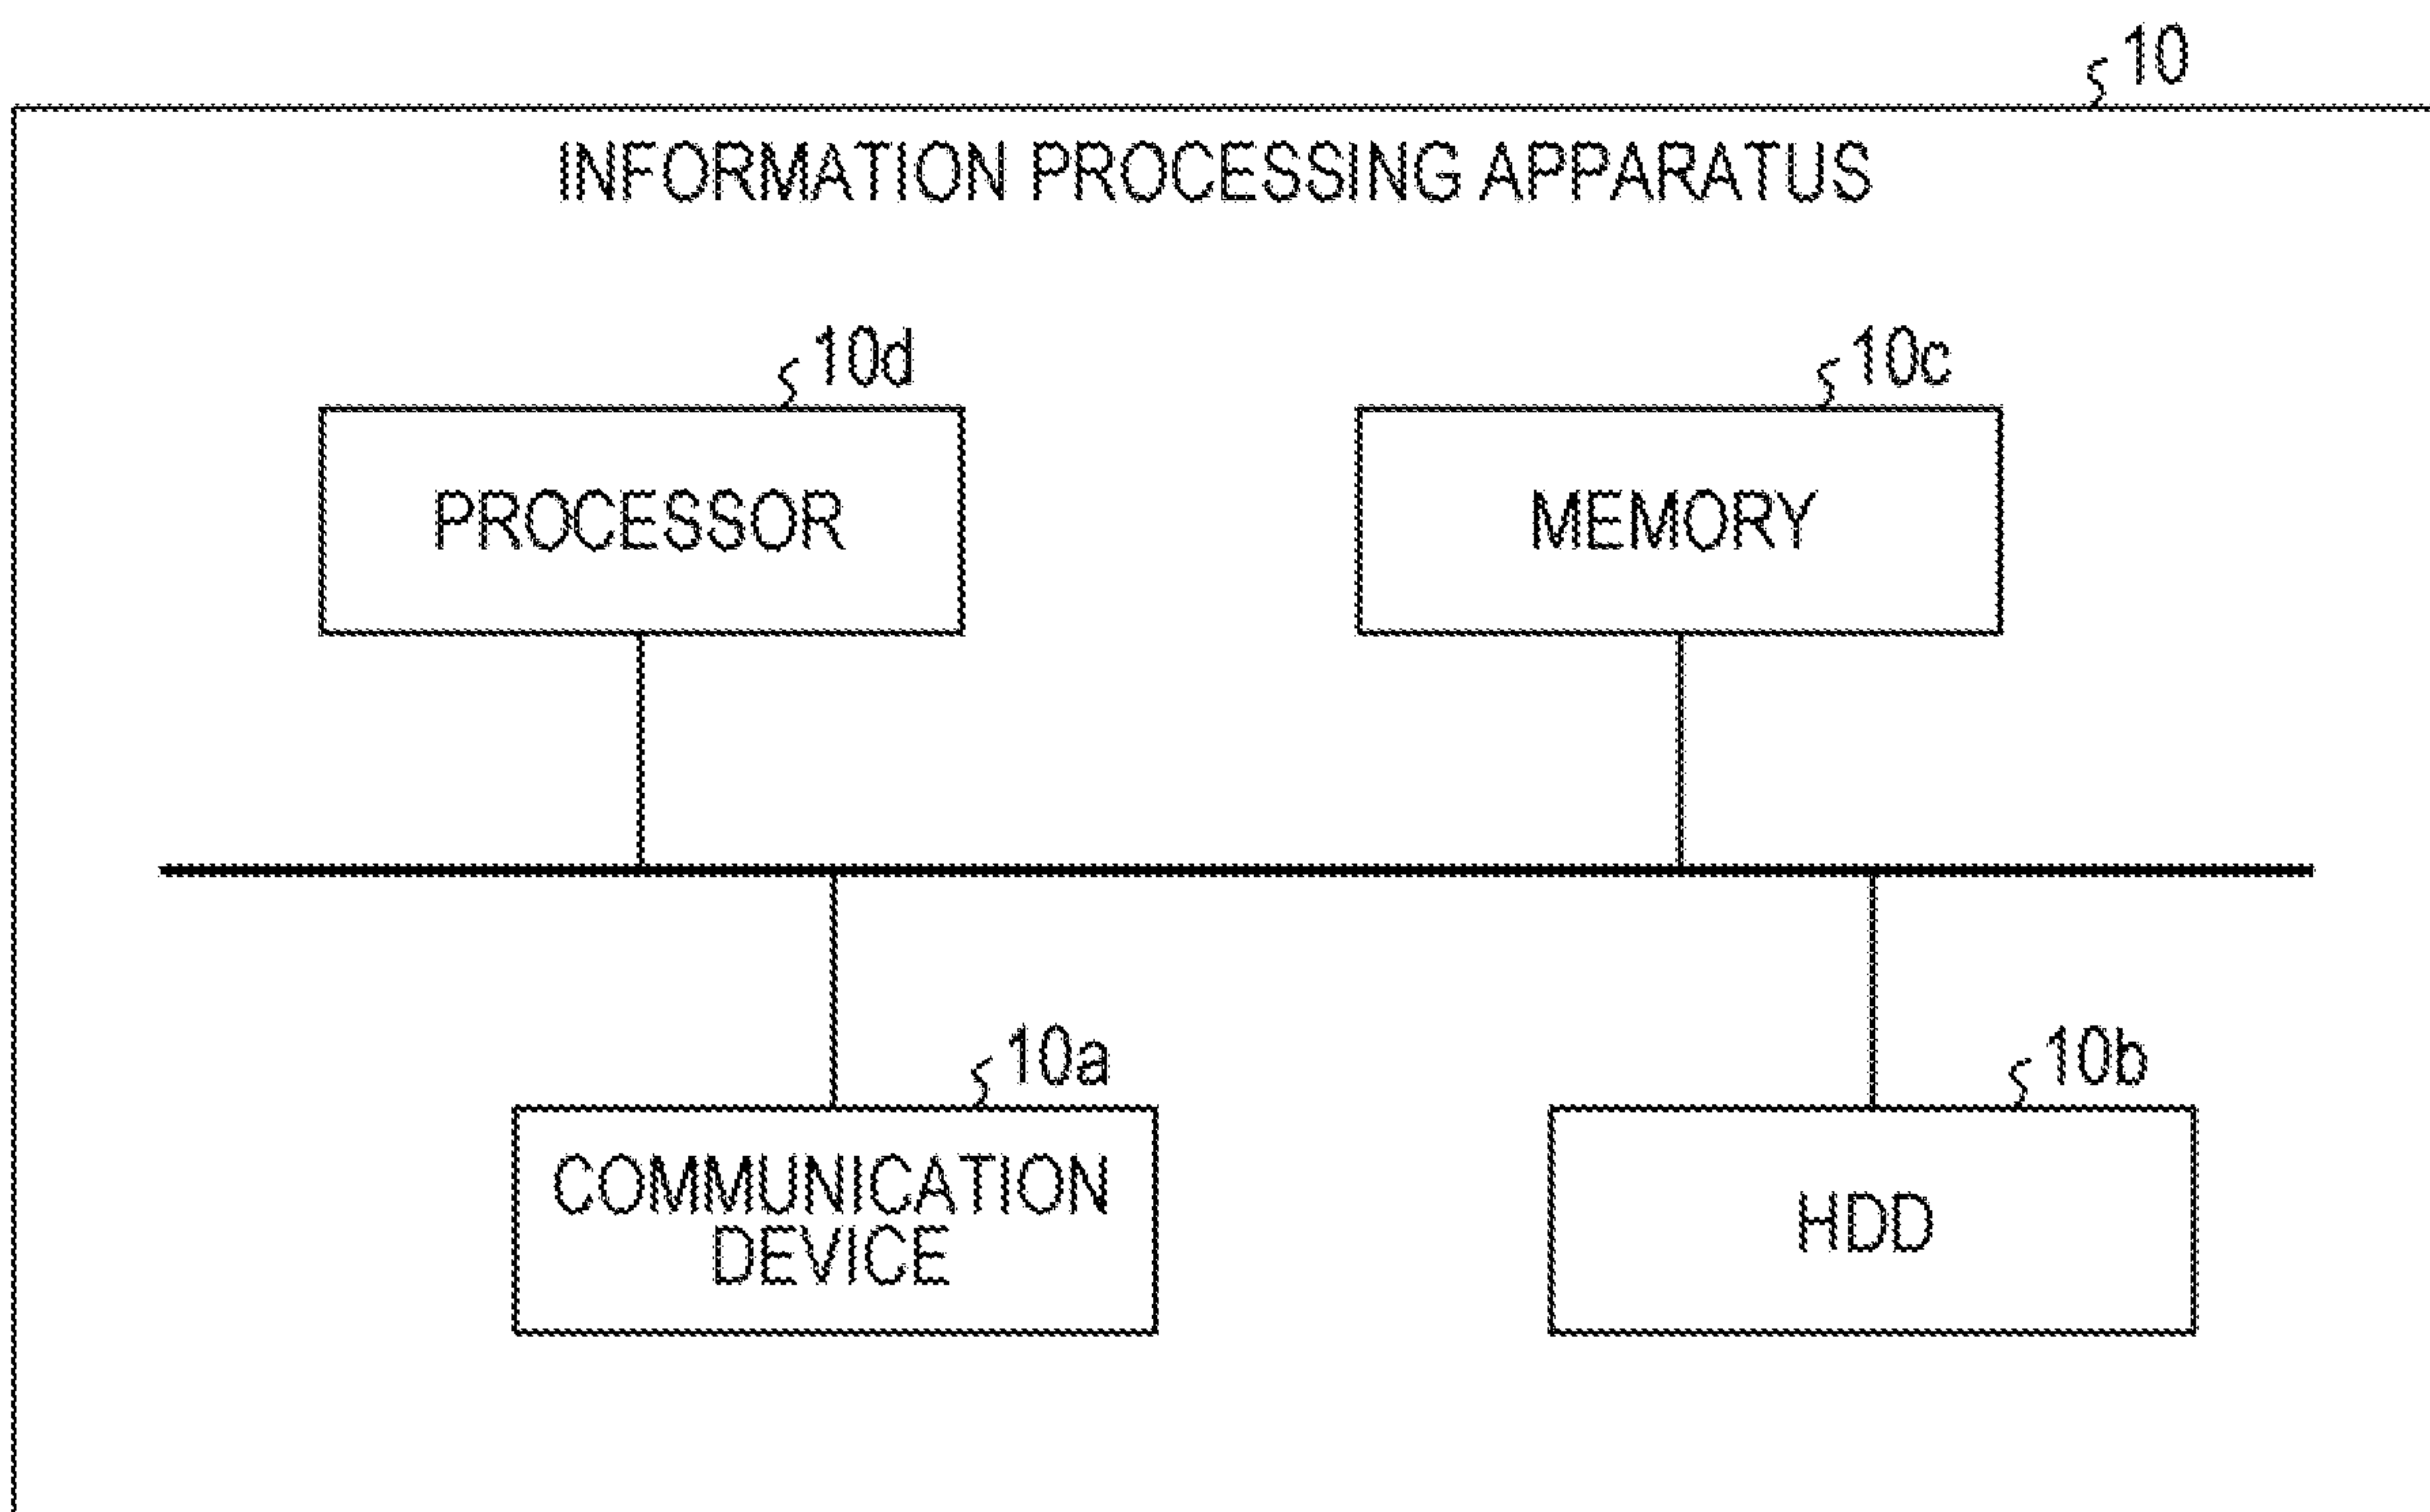 10
INFORMATION PROCESSING APPARATUS
10d
10c
PROCESSOR
MEMORY
10a
10b
COMMUNICATION
DEVICE
HDD